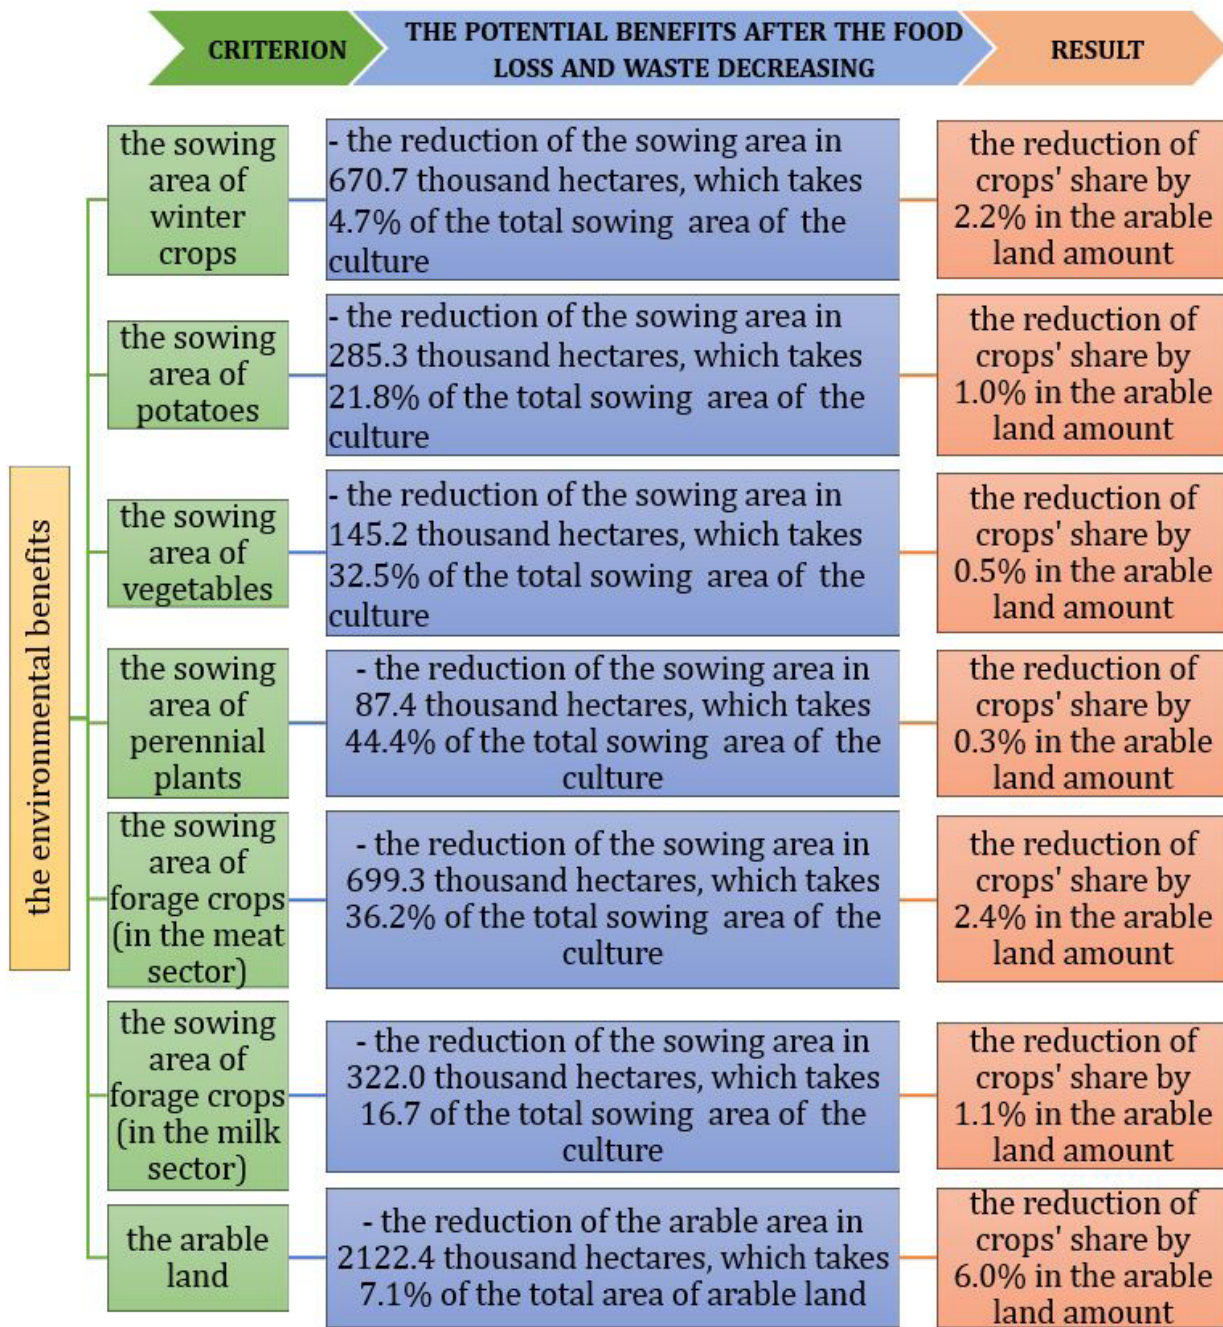 CRITERION
THE POTENTIAL BENEFITS AFTER THE FOOD
LOSS AND WASTE DECREASING
RESULT
the environmental benefits
the sowing
area of
winter
crops
- the reduction of the sowing area in
670.7 thousand hectares, which takes
4.7% of the total sowing area of the
culture
the reduction of
crops' share by
2.2% in the arable
land amount
the sowing
area of
potatoes
- the reduction of the sowing area in
285.3 thousand hectares, which takes
21.8% of the total sowing area of the
culture
the reduction of
crops' share by
1.0% in the arable
land amount
the sowing
area of
vegetables
- the reduction of the sowing area in
145.2 thousand hectares, which takes
32.5% of the total sowing area of the
culture
the reduction of
crops' share by
0.5% in the arable
land amount
the sowing
area of
perennial
plants
- the reduction of the sowing area in
87.4 thousand hectares, which takes
44.4% of the total sowing area of the
culture
the reduction of
crops' share by
0.3% in the arable
land amount
the sowing
area of
forage crops
(in the meat
sector)
- the reduction of the sowing area in
699.3 thousand hectares, which takes
36.2% of the total sowing area of the
culture
the reduction of
crops' share by
2.4% in the arable
land amount
the sowing
area of
forage crops
(in the milk
sector)
- the reduction of the sowing area in
322.0 thousand hectares, which takes
16.7 of the total sowing area of the
culture
the reduction of
crops' share by
1.1% in the arable
land amount
the arable
land
- the reduction of the arable area in
2122.4 thousand hectares, which takes
7.1% of the total area of arable land
the reduction of
crops' share by
6.0% in the arable
land amount